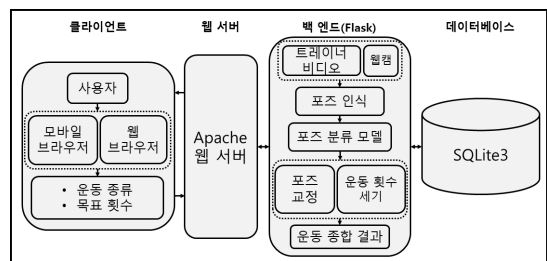 클라이언트
웹 서버
백 엔드(Flask)
데이터베이스
사용자
모바일
브라우저
웹
브라우저
• 운동 종류
• 목표 횟수
Apache
웹 서버
트레이너
비디오
웹캠
포즈 인식
포즈 분류 모델
포즈
교정
운동 횟수
세기
운동 종합 결과
SQLite3